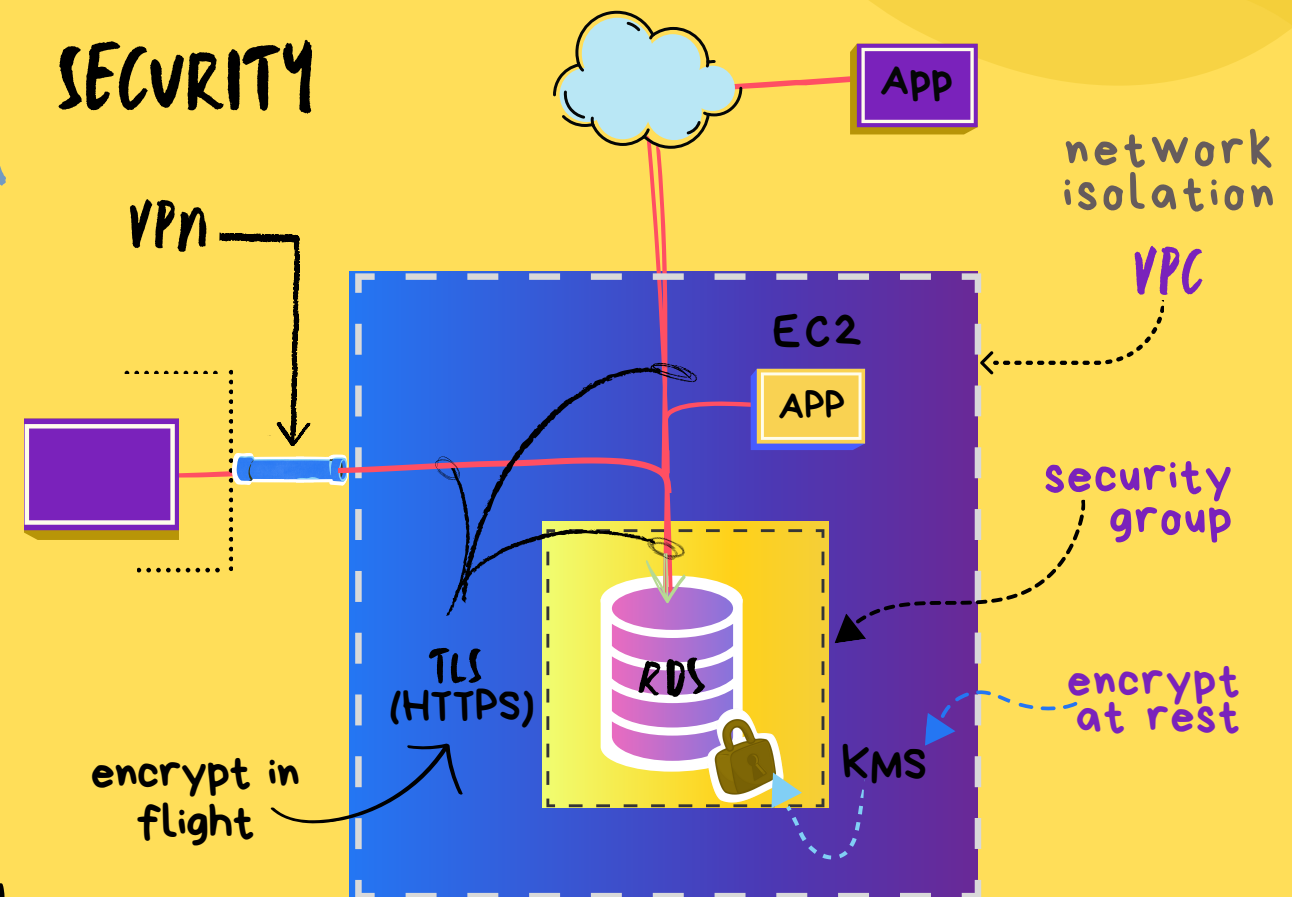 SECURITY
APP
network
isolation
VPn
VPC
EC2
APP
security
group
TLS
(HTTPS)
RDS
encrypt
at rest
KMS
encrypt in
flight